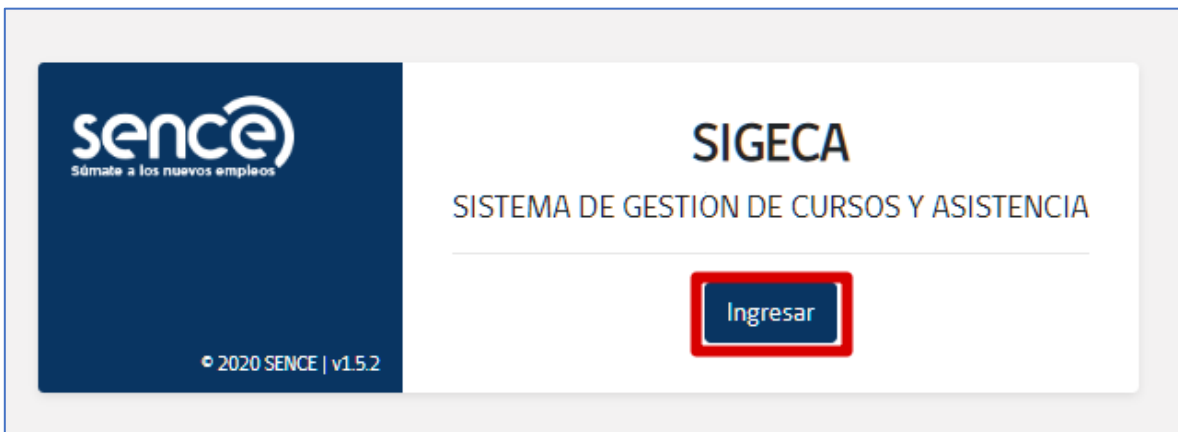 sence
Súmate a los nuevos empleos
© 2020 SENCE | v1.5.2
SIGECA
SISTEMA DE GESTION DE CURSOS Y ASISTENCIA
Ingresar